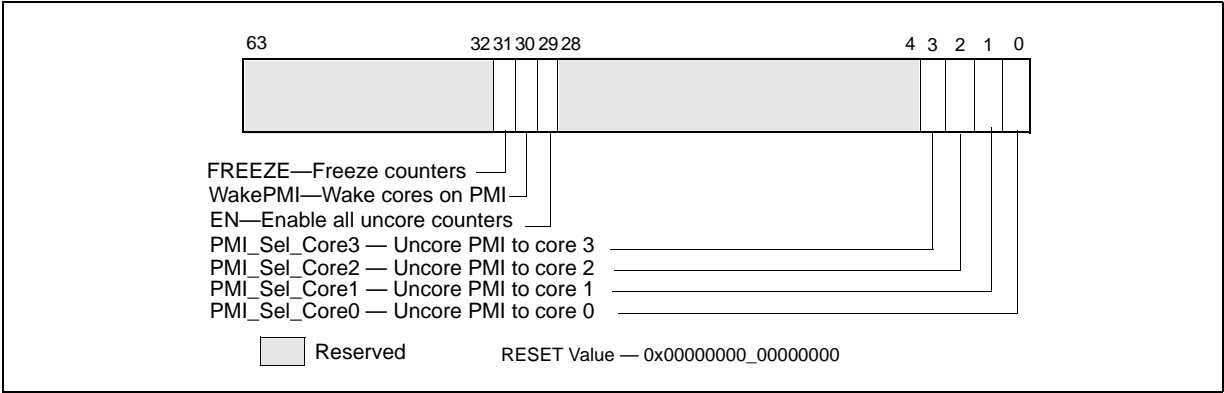 63 32 31 30 29 28 4 3 2 1 0
FREEZE—Freeze counters
WakePMI—Wake cores on PMI
EN—Enable all uncore counters
PMI_Sel_Core3 — Uncore PMI to core 3
PMI_Sel_Core2 — Uncore PMI to core 2
PMI_Sel_Core1 — Uncore PMI to core 1
PMI_Sel_Core0 — Uncore PMI to core 0
Reserved RESET Value — 0x00000000_00000000